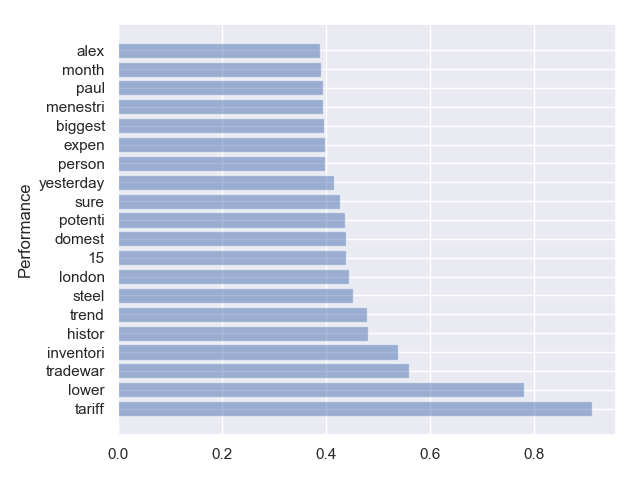 alex
month
paul
menestri
biggest
expen
person
yesterday
sure
potenti
domest
15
london
steel
trend
histor
inventori
tradewar
lower
tariff
Performance
0.0 0.2 0.4 0.6 0.8